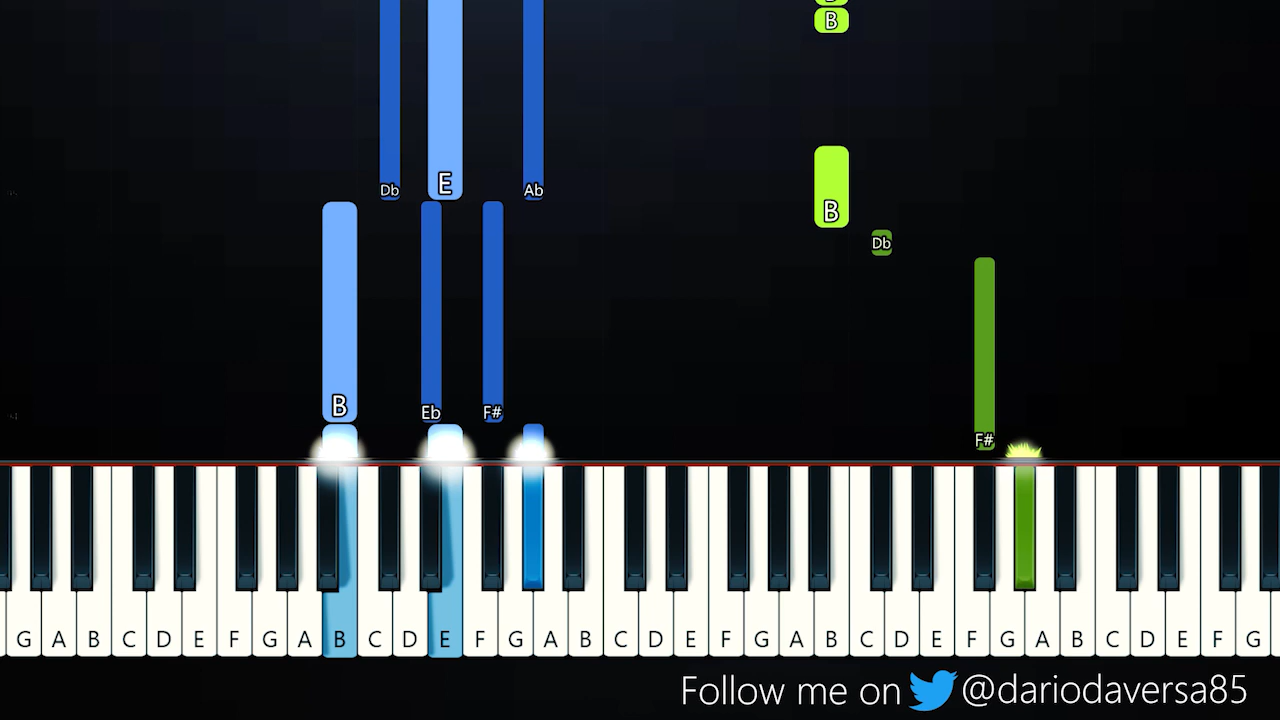 B
Db E Ab
B
Db
B Eb F#
F#
G A B C D E F G A B C D E F G A B C D E F G A B C D E F G A B C D E F G
Follow me on @dariodaversa85